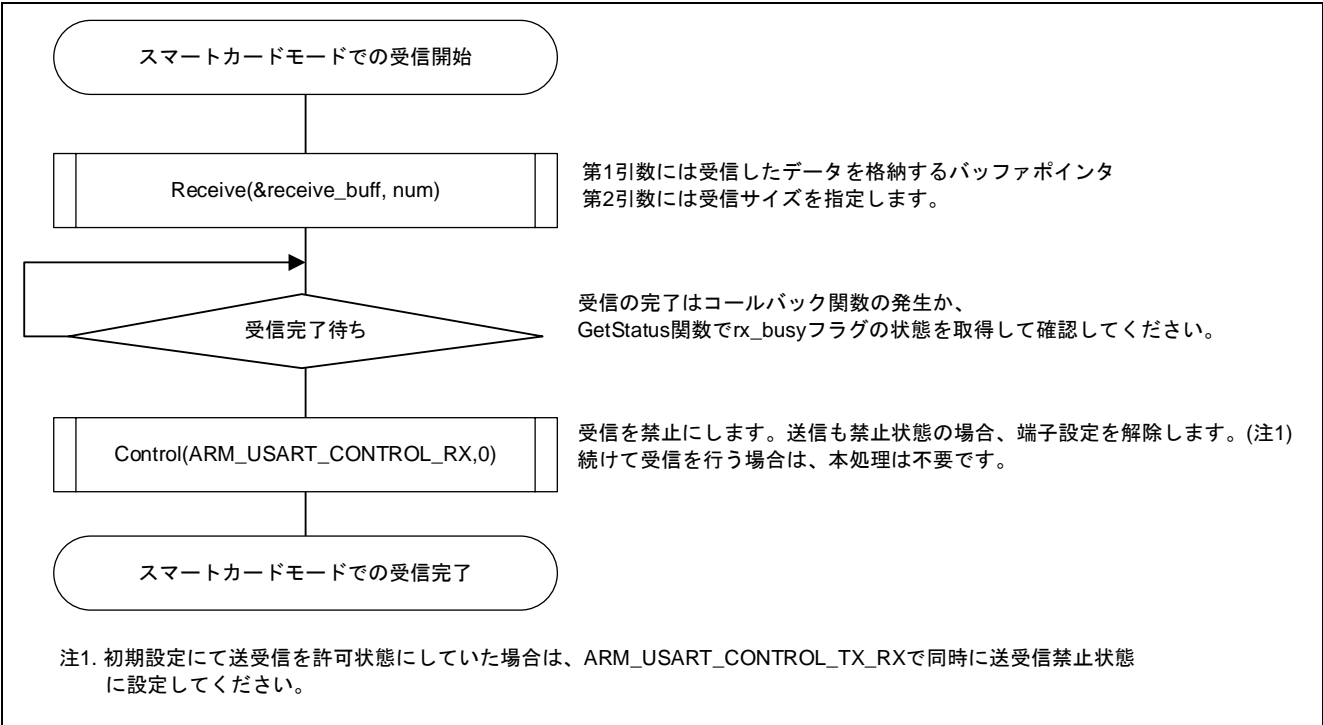 スマートカードモードでの受信開始
Receive(&receive_buff, num)
第1引数には受信したデータを格納するバッファポインタ
第2引数には受信サイズを指定します。
受信完了待ち
受信の完了はコールバック関数の発生か、
GetStatus関数でrx_busyフラグの状態を取得して確認してください。
Control(ARM_USART_CONTROL_RX,0)
受信を禁止にします。送信も禁止状態の場合、端子設定を解除します。(注1)
続けて受信を行う場合は、本処理は不要です。
スマートカードモードでの受信完了
注1. 初期設定にて送受信を許可状態にしていた場合は、ARM_USART_CONTROL_TX_RXで同時に送受信禁止状態
に設定してください。